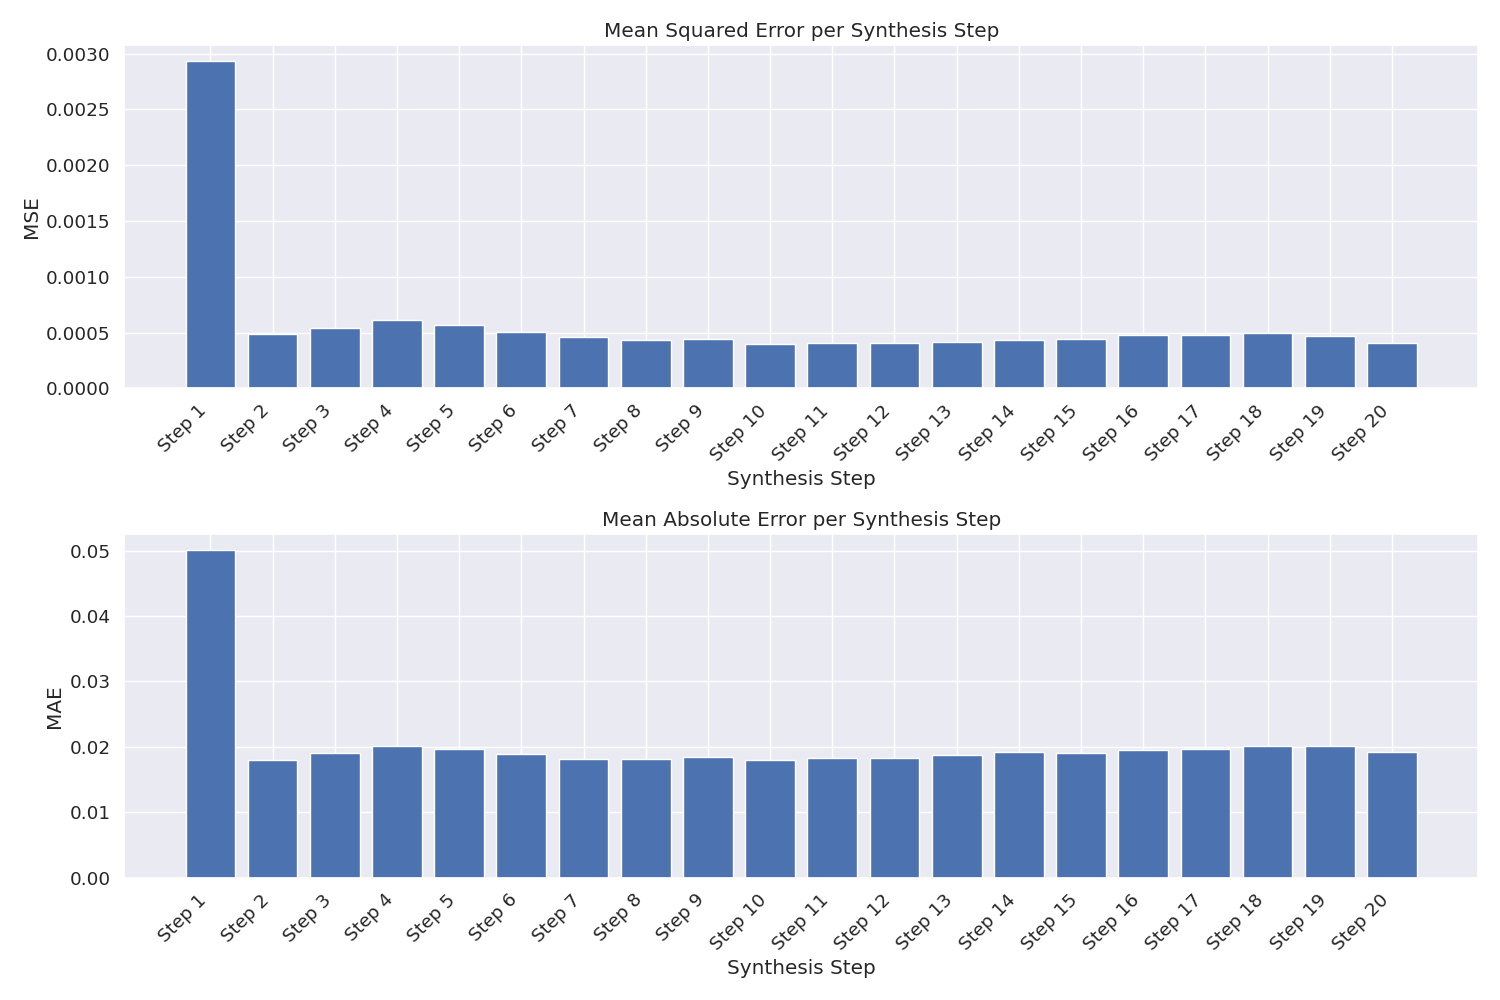 Mean Squared Error per Synthesis Step
MSE
0.0030
0.0025
0.0020
0.0015
0.0010
0.0005
0.0000
Step 1
Step 2
Step 3
Step 4
Step 5
Step 6
Step 7
Step 8
Step 9
Step 10
Step 11
Step 12
Step 13
Step 14
Step 15
Step 16
Step 17
Step 18
Step 19
Step 20
Synthesis Step
Mean Absolute Error per Synthesis Step
MAE
0.05
0.04
0.03
0.02
0.01
0.00
Step 1
Step 2
Step 3
Step 4
Step 5
Step 6
Step 7
Step 8
Step 9
Step 10
Step 11
Step 12
Step 13
Step 14
Step 15
Step 16
Step 17
Step 18
Step 19
Step 20
Synthesis Step